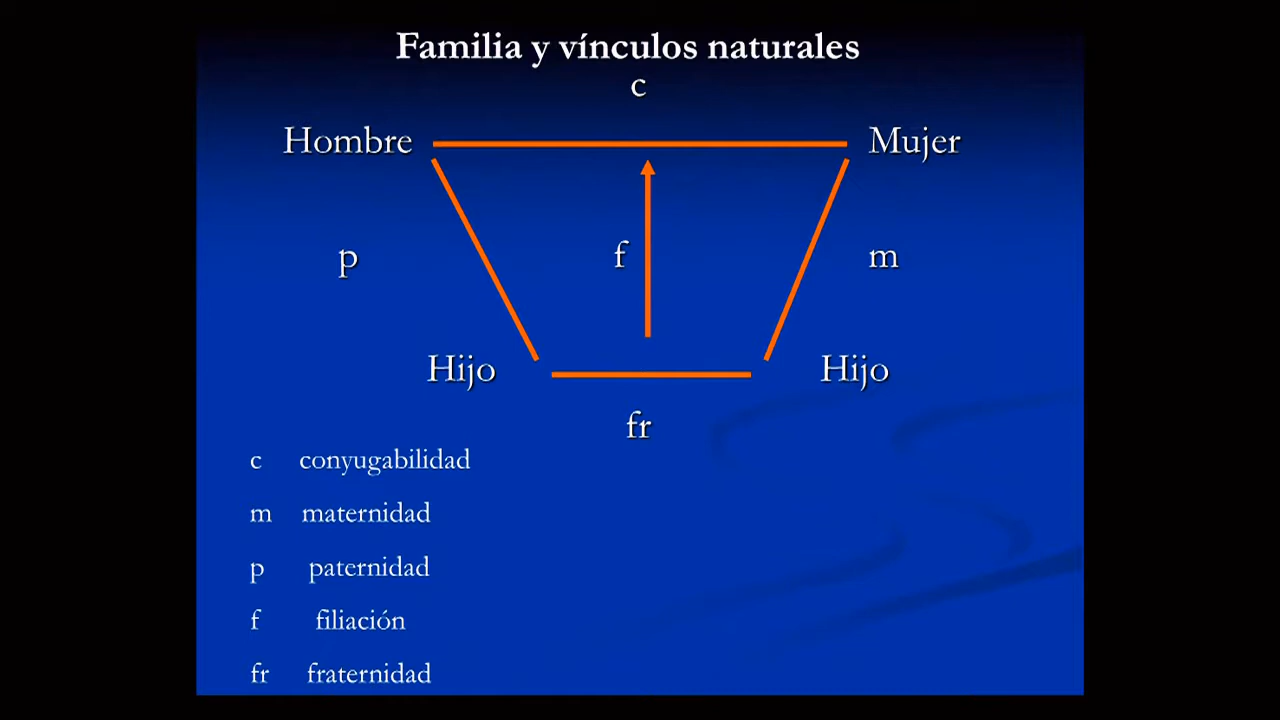 Familia y vínculos naturales
c
Hombre Mujer
p f m
Hijo Hijo
fr
c conyugabilidad
m maternidad
p paternidad
f filiación
fr fraternidad